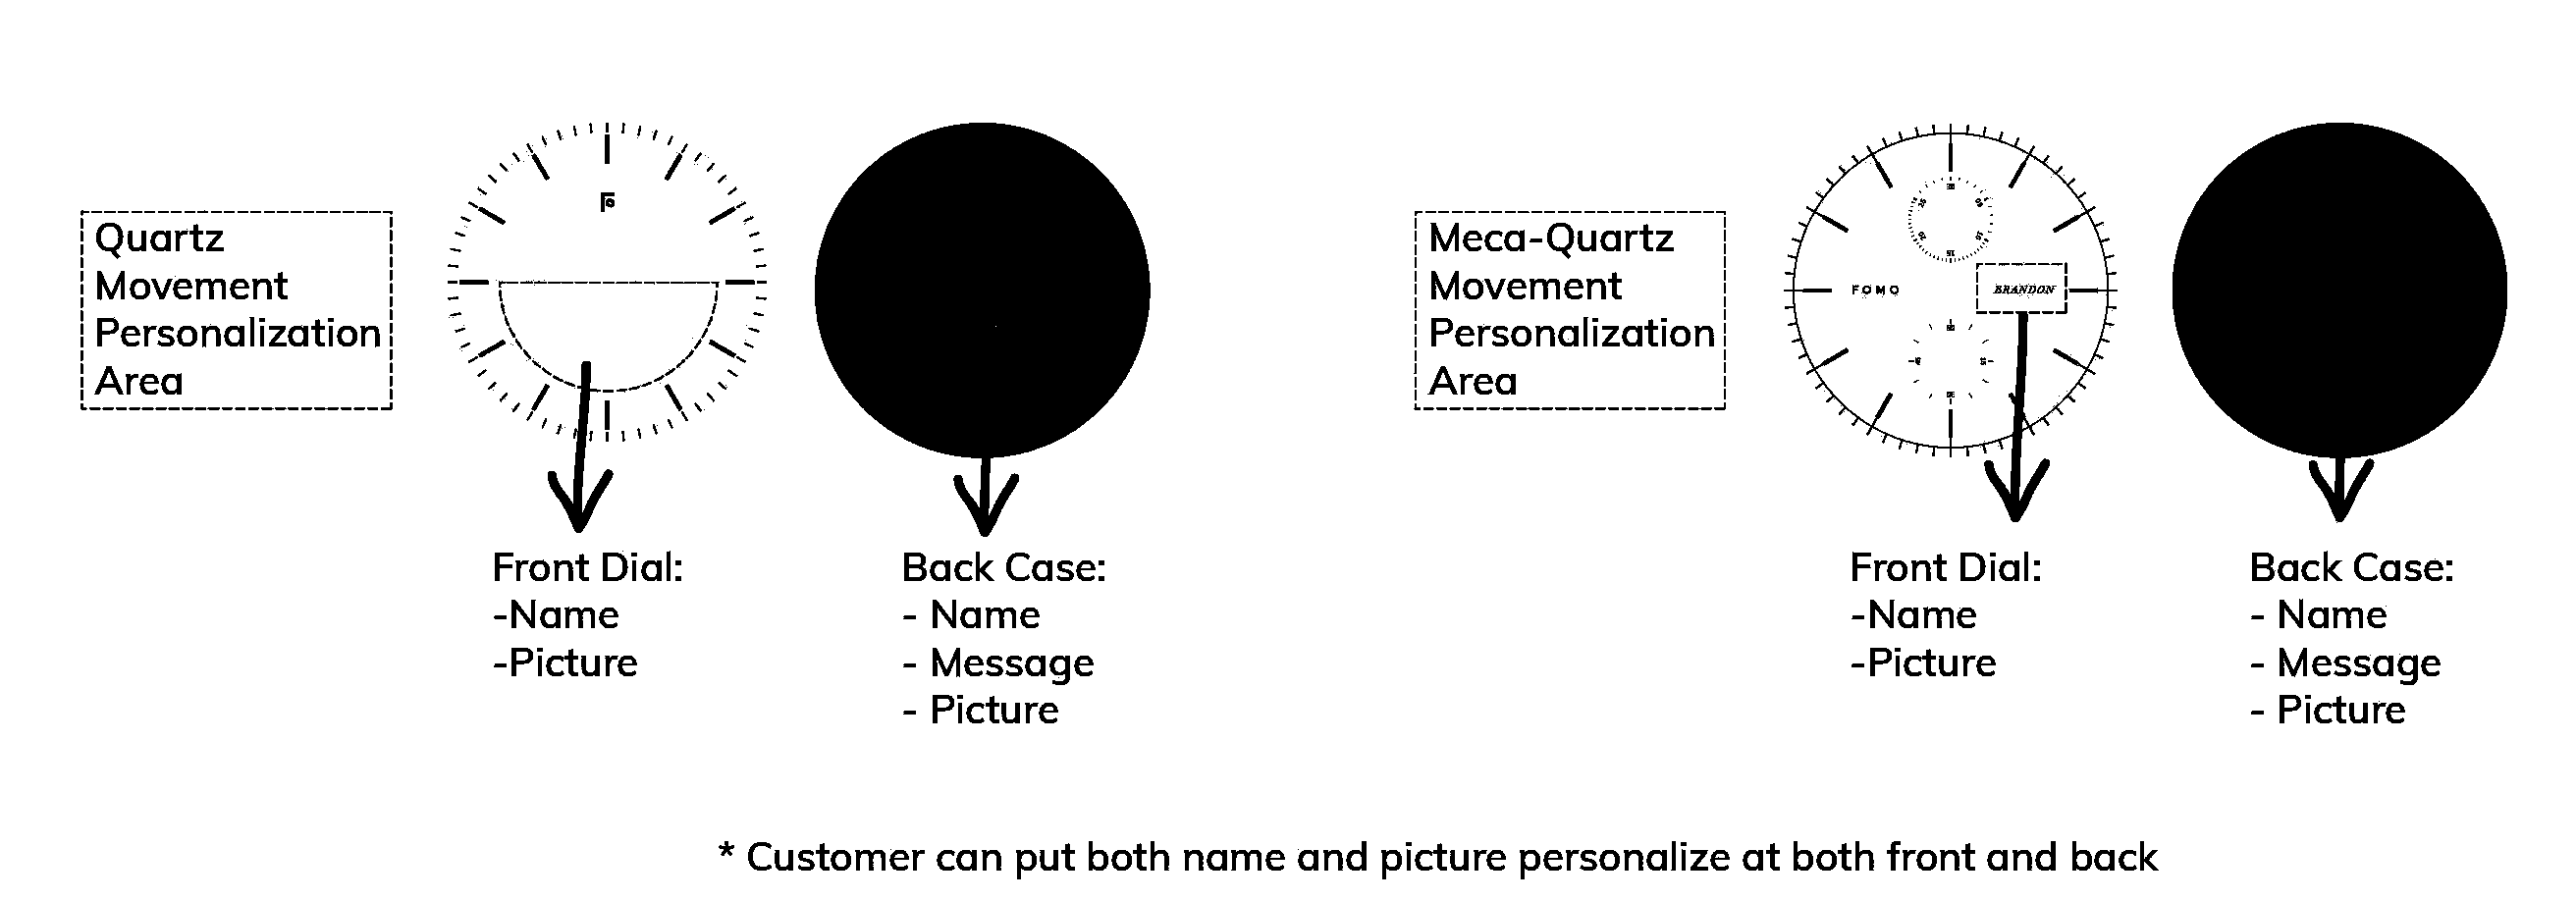 Quartz
Movement
Personalization
Area
Front Dial:
-Name
-Picture
Back Case:
- Name
- Message
- Picture
Meca-Quartz
Movement
Personalization
Area
FOMO
BRANDON
Front Dial:
-Name
-Picture
Back Case:
- Name
- Message
- Picture
* Customer can put both name and picture personalize at both front and back